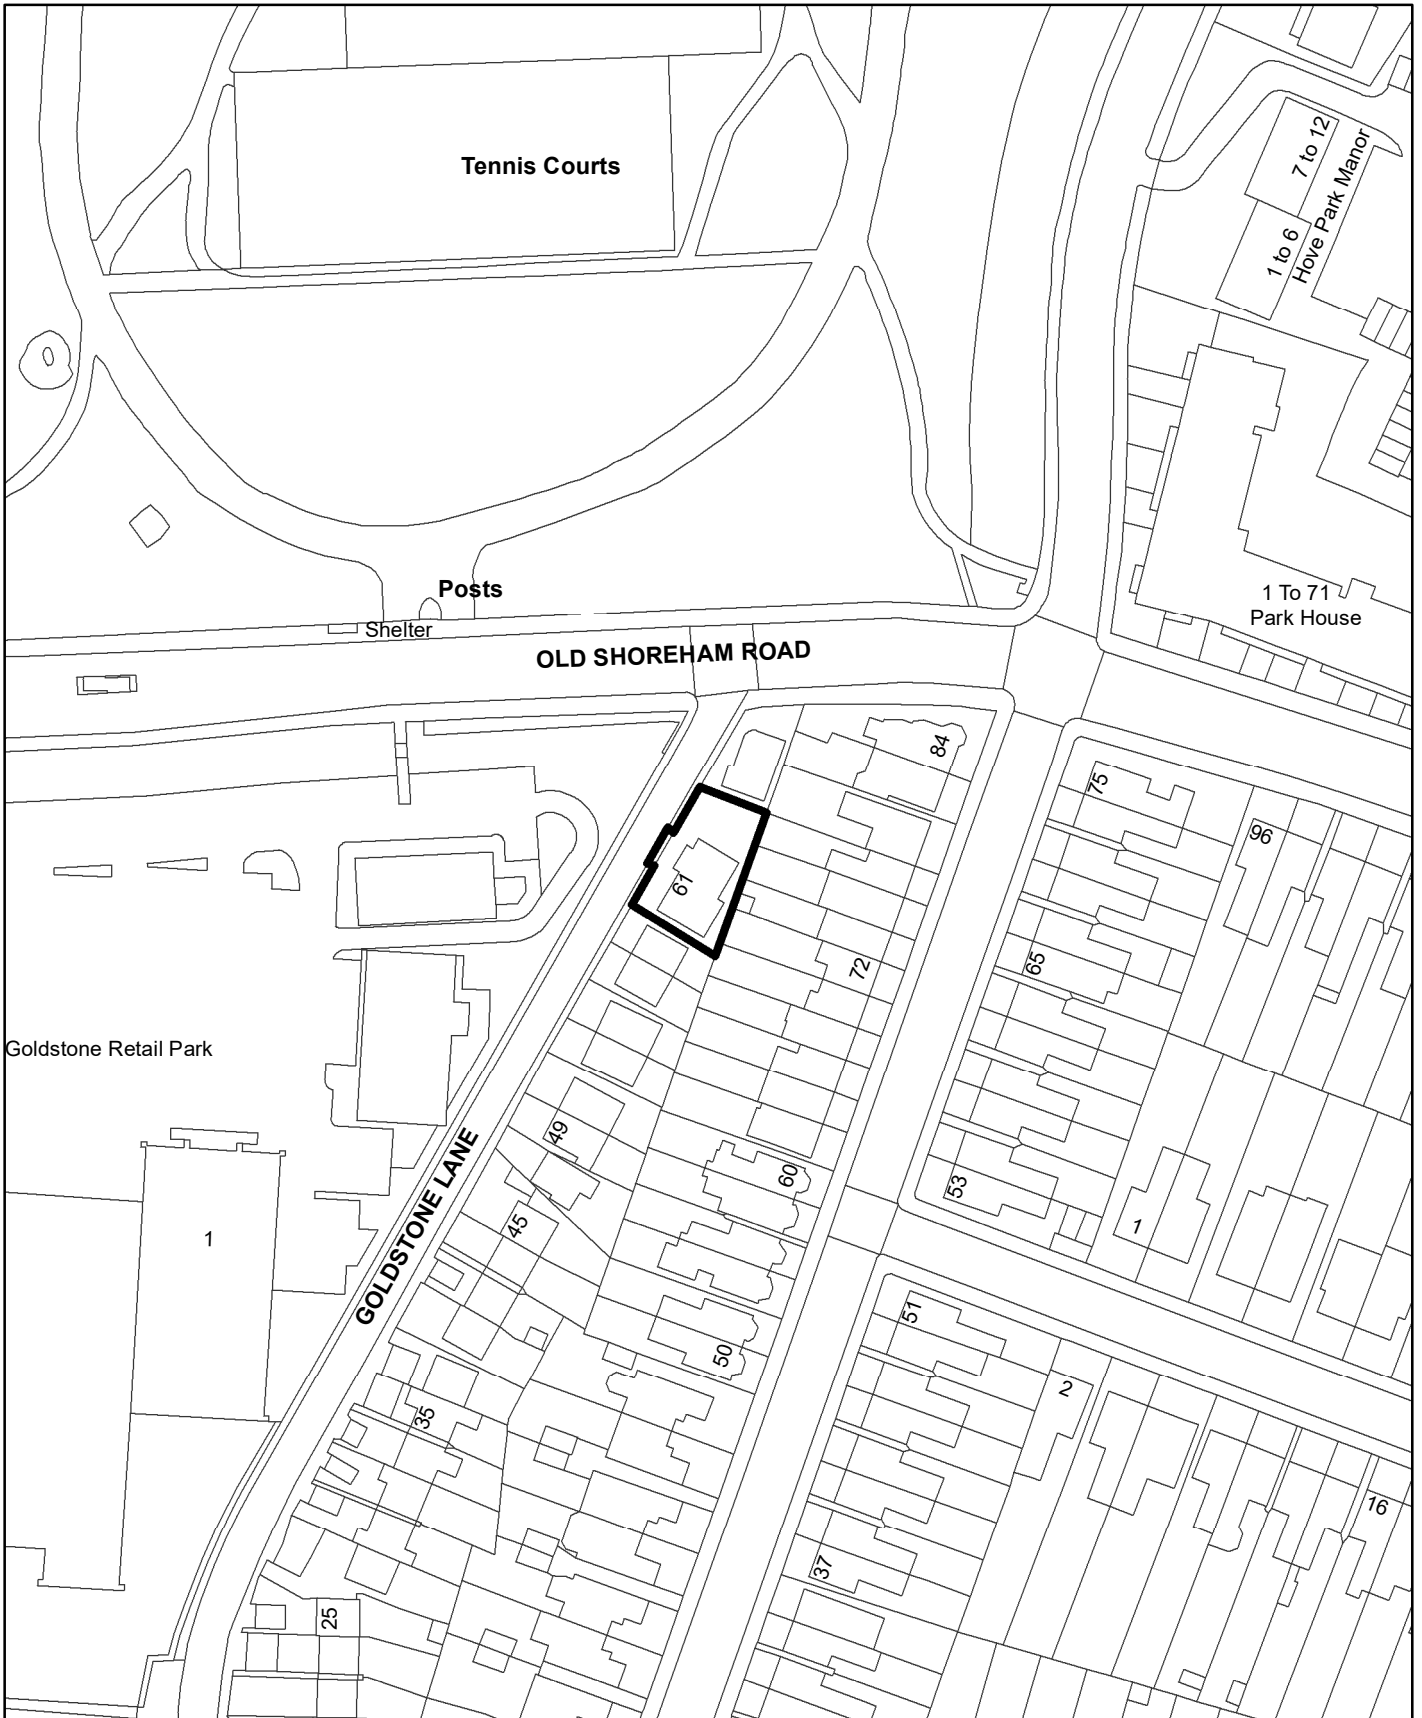 Tennis Courts
7 to 12
1 to 6
Hove Park Manor
Posts
Shelter
OLD SHOREHAM ROAD
1 To 71
Park House
84
75
96
61
72
65
Goldstone Retail Park
49
60
53
45
1
1
GOLDSTONE LANE
51
50
2
35
16
37
25